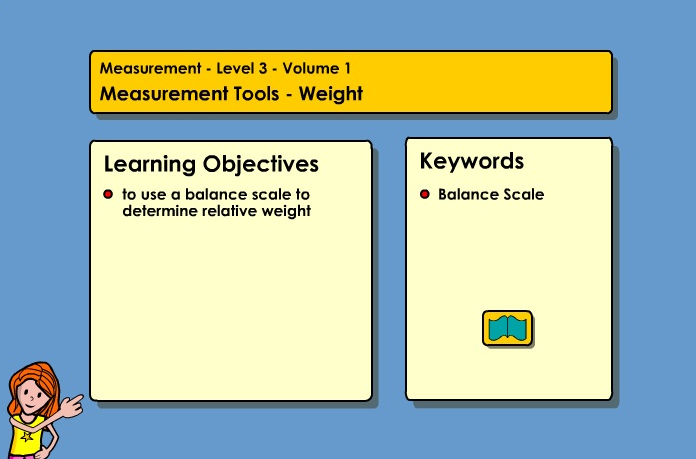 Measurement - Level 3 - Volume 1
Measurement Tools - Weight
Learning Objectives
to use a balance scale to
determine relative weight
Keywords
Balance Scale